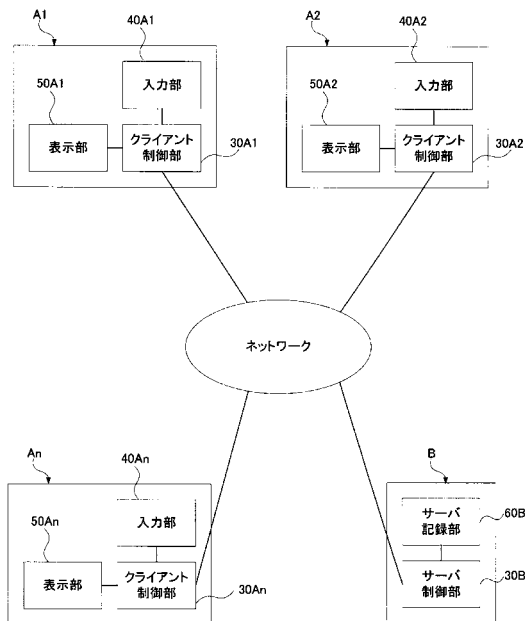 A1
40A1
50A1
入力部
表示部
クライアント
制御部
30A1
A2
40A2
50A2
入力部
表示部
クライアント
制御部
30A2
ネットワーク
An
40An
50An
入力部
表示部
クライアント
制御部
30An
B
サーバ
記録部
60B
サーバ
制御部
30B